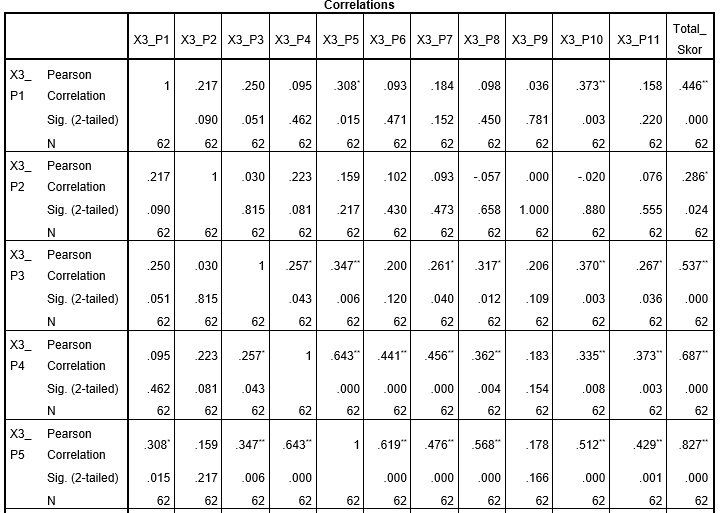 Correlations
X3_P1 X3_P2 X3_P3 X3_P4 X3_P5 X3_P6 X3_P7 X3_P8 X3_P9 X3_P10 X3_P11 Total_Skor
X3_P1 Pearson Correlation 1 .217 .250 .095 .308* .093 .184 .098 .036 .373** .158 .446**
Sig. (2-tailed) .090 .051 .462 .015 .471 .152 .450 .781 .003 .220 .000
N 62 62 62 62 62 62 62 62 62 62 62 62
X3_P2 Pearson Correlation .217 1 .030 .223 .159 .102 .093 -.057 .000 -.020 .076 .286*
Sig. (2-tailed) .090 .815 .081 .217 .430 .473 .658 1.000 .880 .555 .024
N 62 62 62 62 62 62 62 62 62 62 62 62
X3_P3 Pearson Correlation .250 .030 1 .257* .347** .200 .261* .317* .206 .370** .267* .537**
Sig. (2-tailed) .051 .815 .043 .006 .120 .040 .012 .109 .003 .036 .000
N 62 62 62 62 62 62 62 62 62 62 62 62
X3_P4 Pearson Correlation .095 .223 .257* 1 .643** .441** .456** .362** .183 .335** .373** .687**
Sig. (2-tailed) .462 .081 .043 .000 .000 .000 .004 .154 .008 .003 .000
N 62 62 62 62 62 62 62 62 62 62 62 62
X3_P5 Pearson Correlation .308* .159 .347** .643** 1 .619** .476** .568** .178 .512** .429** .827**
Sig. (2-tailed) .015 .217 .006 .000 .000 .000 .000 .166 .000 .001 .000
N 62 62 62 62 62 62 62 62 62 62 62 62